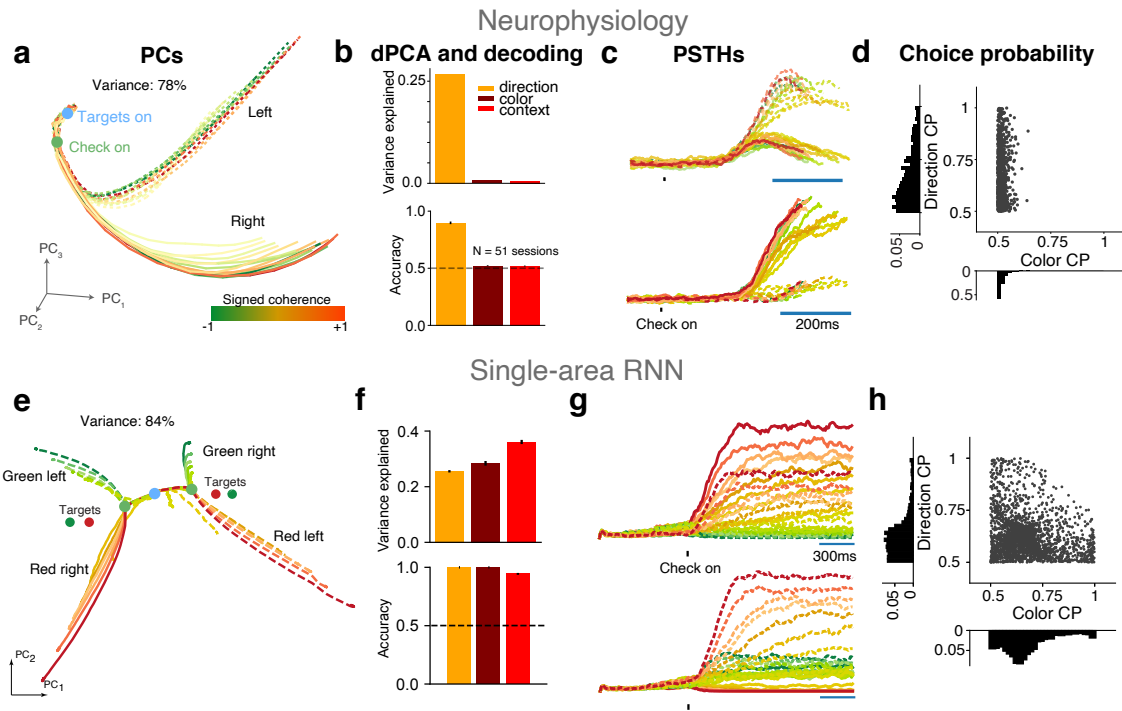 Neurophysiology
a
PCs
Variance: 78%
Targets on
Check on
Left
Right
PC3
PC1
PC2
Signed coherence
-1
+1
b
dPCA and decoding
0.25
Variance explained
0.0
direction
color
context
1.0
Accuracy
0.5
0.0
N = 51 sessions
c
PSTHs
Check on
200ms
d
Choice probability
Direction CP
1
0.75
0.5
0.05
0
0.5
0.75
1
Color CP
0
0.5
Single-area RNN
e
Variance: 84%
Green left
Green right
Targets
Targets
Red right
Red left
PC2
PC1
f
0.4
Variance explained
0.2
0.0
1.0
Accuracy
0.5
0.0
g
Check on
300ms
h
Direction CP
1
0.75
0.5
0.05
0
0.5
0.75
1
Color CP
0
0.05